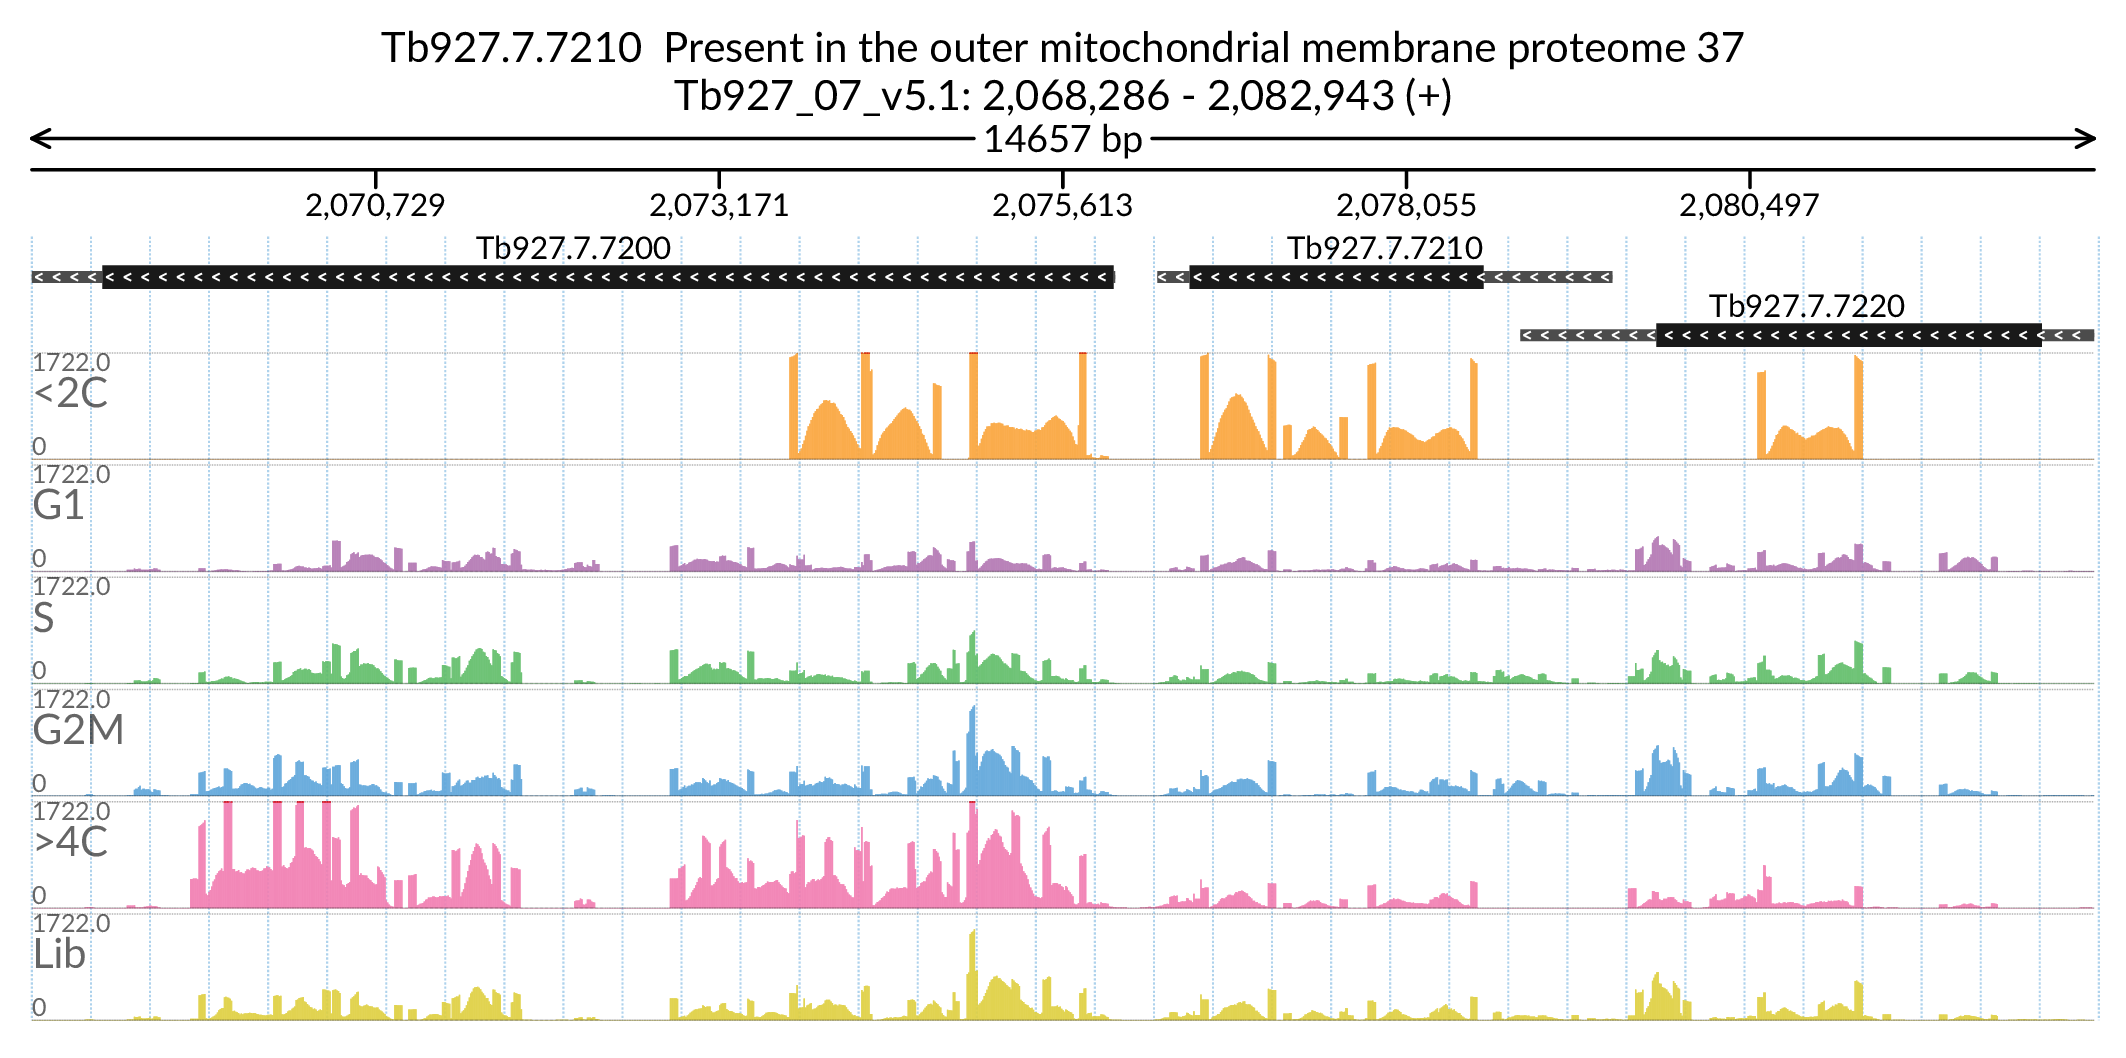 Tb927.7.7210 Present in the outer mitochondrial membrane proteome 37
Tb927_07_v5.1: 2,068,286 - 2,082,943 (+)
14657 bp
2,070,729 2,073,171 2,075,613 2,078,055 2,080,497
Tb927.7.7200 Tb927.7.7210
Tb927.7.7220
1722.0
<2C
0
1722.0
G1
0
1722.0
S
0
1722.0
G2M
0
1722.0
>4C
0
1722.0
Lib
0